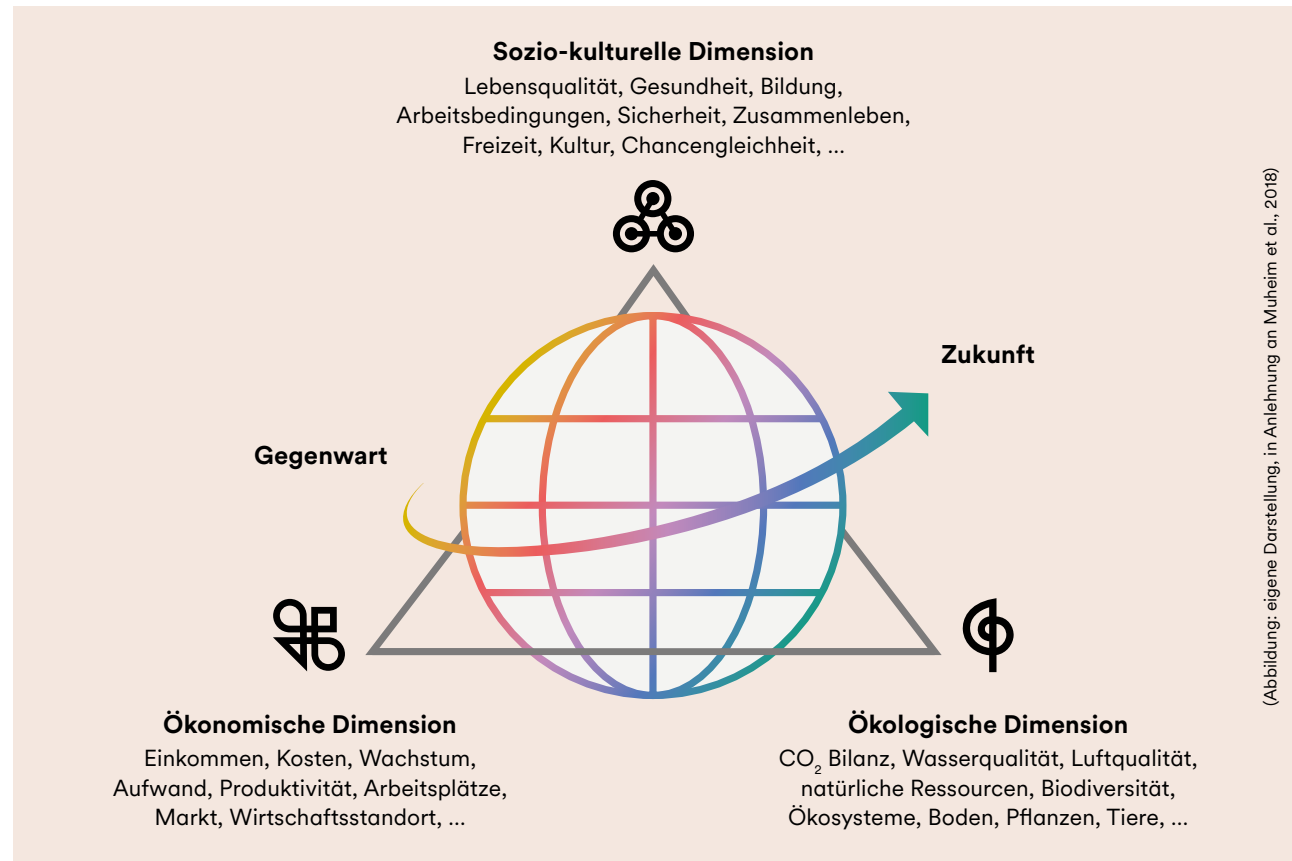 Sozio-kulturelle Dimension
Lebensqualität, Gesundheit, Bildung,
Arbeitsbedingungen, Sicherheit, Zusammenleben,
Freizeit, Kultur, Chancengleichheit, ...
Zukunft
Gegenwart
Ökonomische Dimension
Einkommen, Kosten, Wachstum,
Aufwand, Produktivität, Arbeitsplätze,
Markt, Wirtschaftsstandort, ...
Ökologische Dimension
CO₂ Bilanz, Wasserqualität, Luftqualität,
natürliche Ressourcen, Biodiversität,
Ökosysteme, Boden, Pflanzen, Tiere, ...
(Abbildung: eigene Darstellung, in Anlehnung an Muheim et al., 2018)